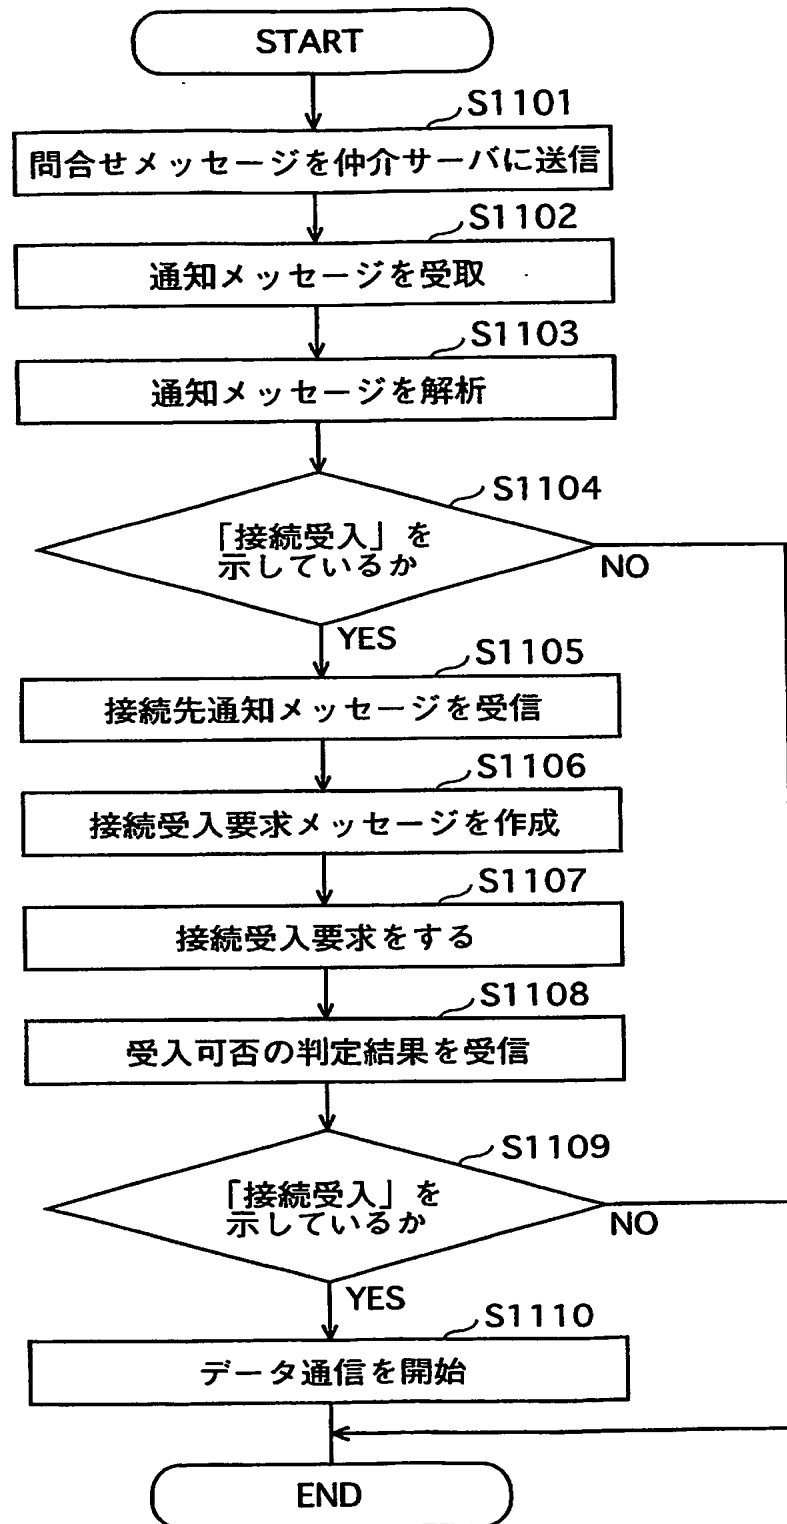 START
S1101
問合せメッセージを仲介サーバに送信
S1102
通知メッセージを受取
S1103
通知メッセージを解析
S1104
「接続受入」を
示しているか
NO
YES
S1105
接続先通知メッセージを受信
S1106
接続受入要求メッセージを作成
S1107
接続受入要求をする
S1108
受入可否の判定結果を受信
S1109
「接続受入」を
示しているか
NO
YES
S1110
データ通信を開始
END